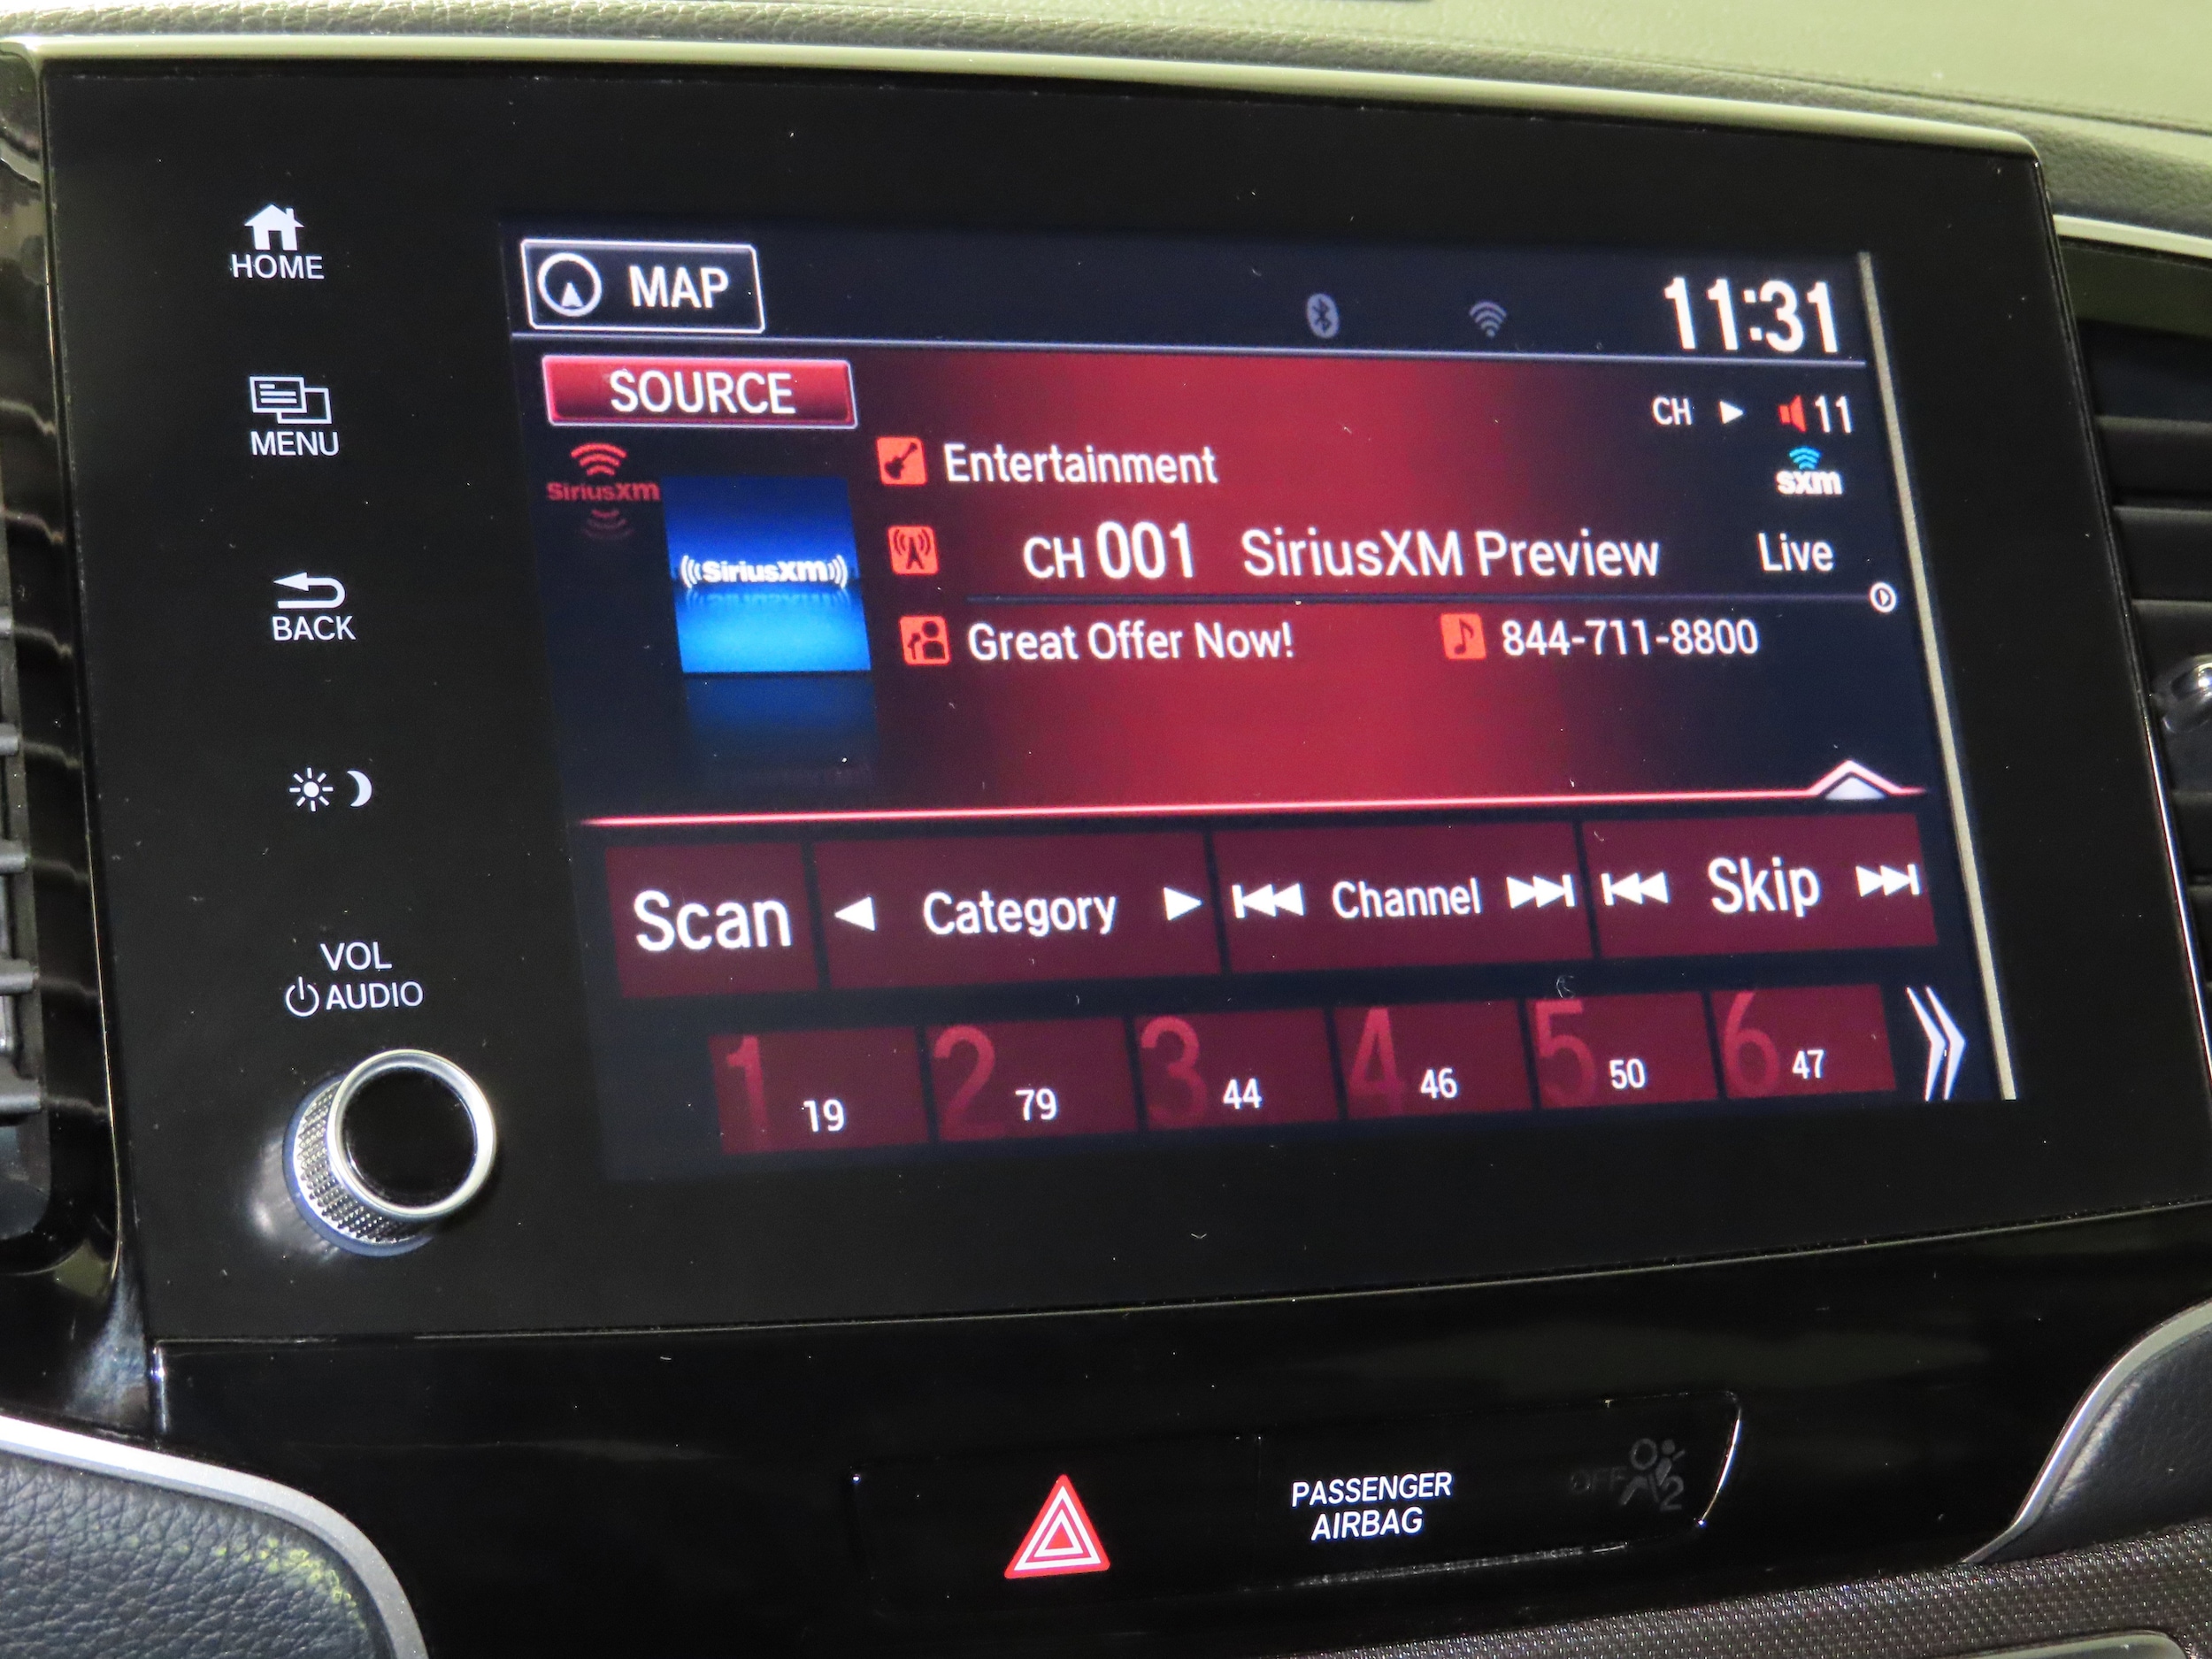 HOME
MENU
BACK
VOL
AUDIO
MAP
11:31
SOURCE
CH 11
SiriusXM
Entertainment
sxm
((SiriusXM))
CH 001 SiriusXM Preview Live
Great Offer Now! 844-711-8800
Scan Category Channel Skip
1 19 2 79 3 44 4 46 5 50 6 47
PASSENGER
AIRBAG
OFF 2